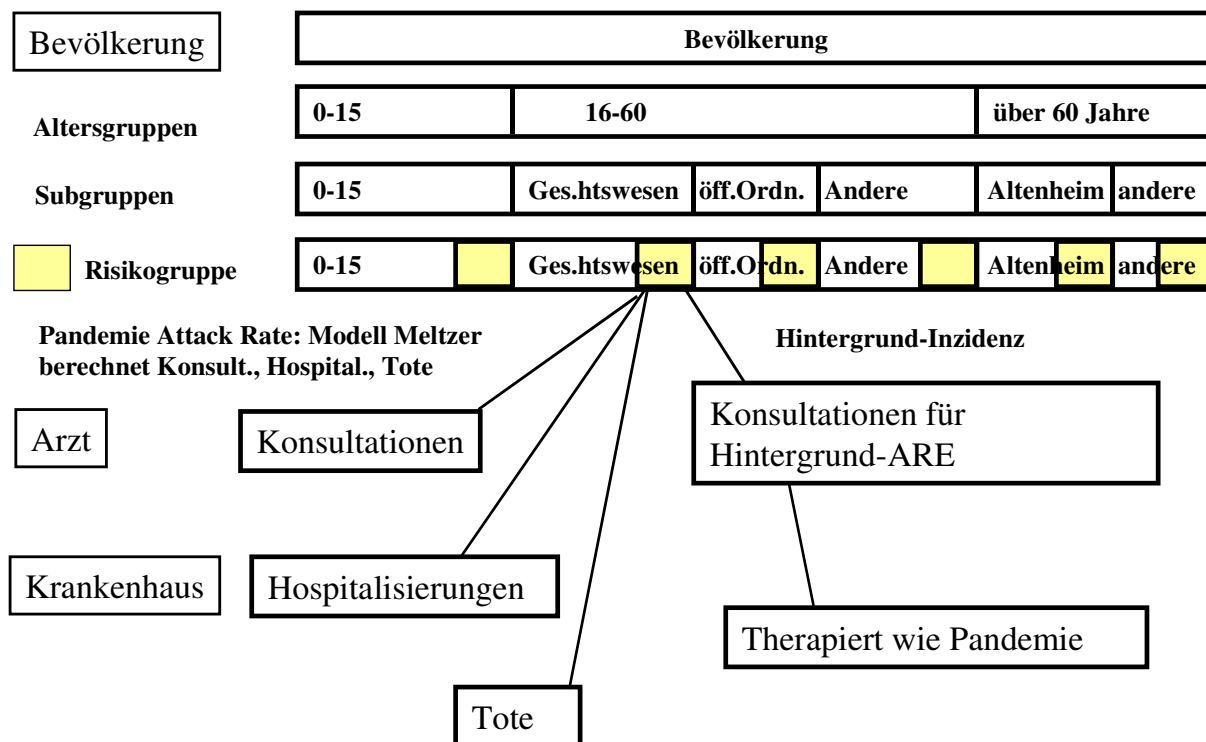 Bevölkerung
Bevölkerung
Altersgruppen
0-15
16-60
über 60 Jahre
Subgruppen
0-15
Ges.htswesen
öff.Ordn.
Andere
Altenheim
andere
Risikogruppe
0-15
Ges.htswesen
öff.Ordn.
Andere
Altenheim
andere
Pandemie Attack Rate: Modell Meltzer
berechnet Konsult., Hospital., Tote
Hintergrund-Inzidenz
Arzt
Konsultationen
Konsultationen für
Hintergrund-ARE
Krankenhaus
Hospitalisierungen
Therapiert wie Pandemie
Tote